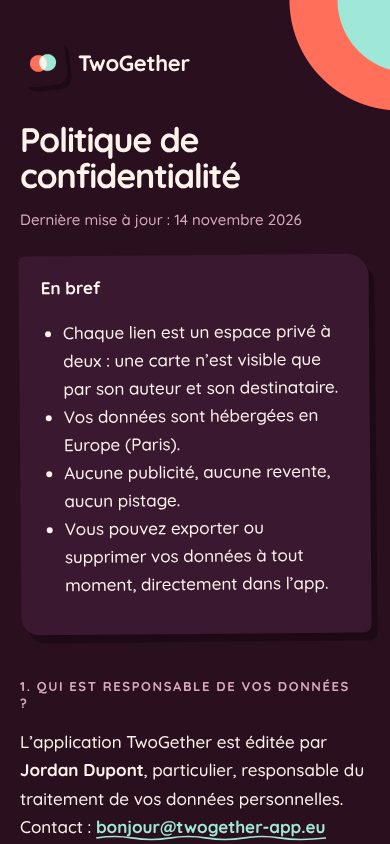 TwoGether
Politique de
confidentialité
Dernière mise à jour : 14 novembre 2026
En bref
• Chaque lien est un espace privé à
deux : une carte n’est visible que
par son auteur et son destinataire.
• Vos données sont hébergées en
Europe (Paris).
• Aucune publicité, aucune revente,
aucun pistage.
• Vous pouvez exporter ou
supprimer vos données à tout
moment, directement dans l’app.
1. QUI EST RESPONSABLE DE VOS DONNÉES
?
L’application TwoGether est éditée par
Jordan Dupont, particulier, responsable du
traitement de vos données personnelles.
Contact : bonjour@twogether-app.eu